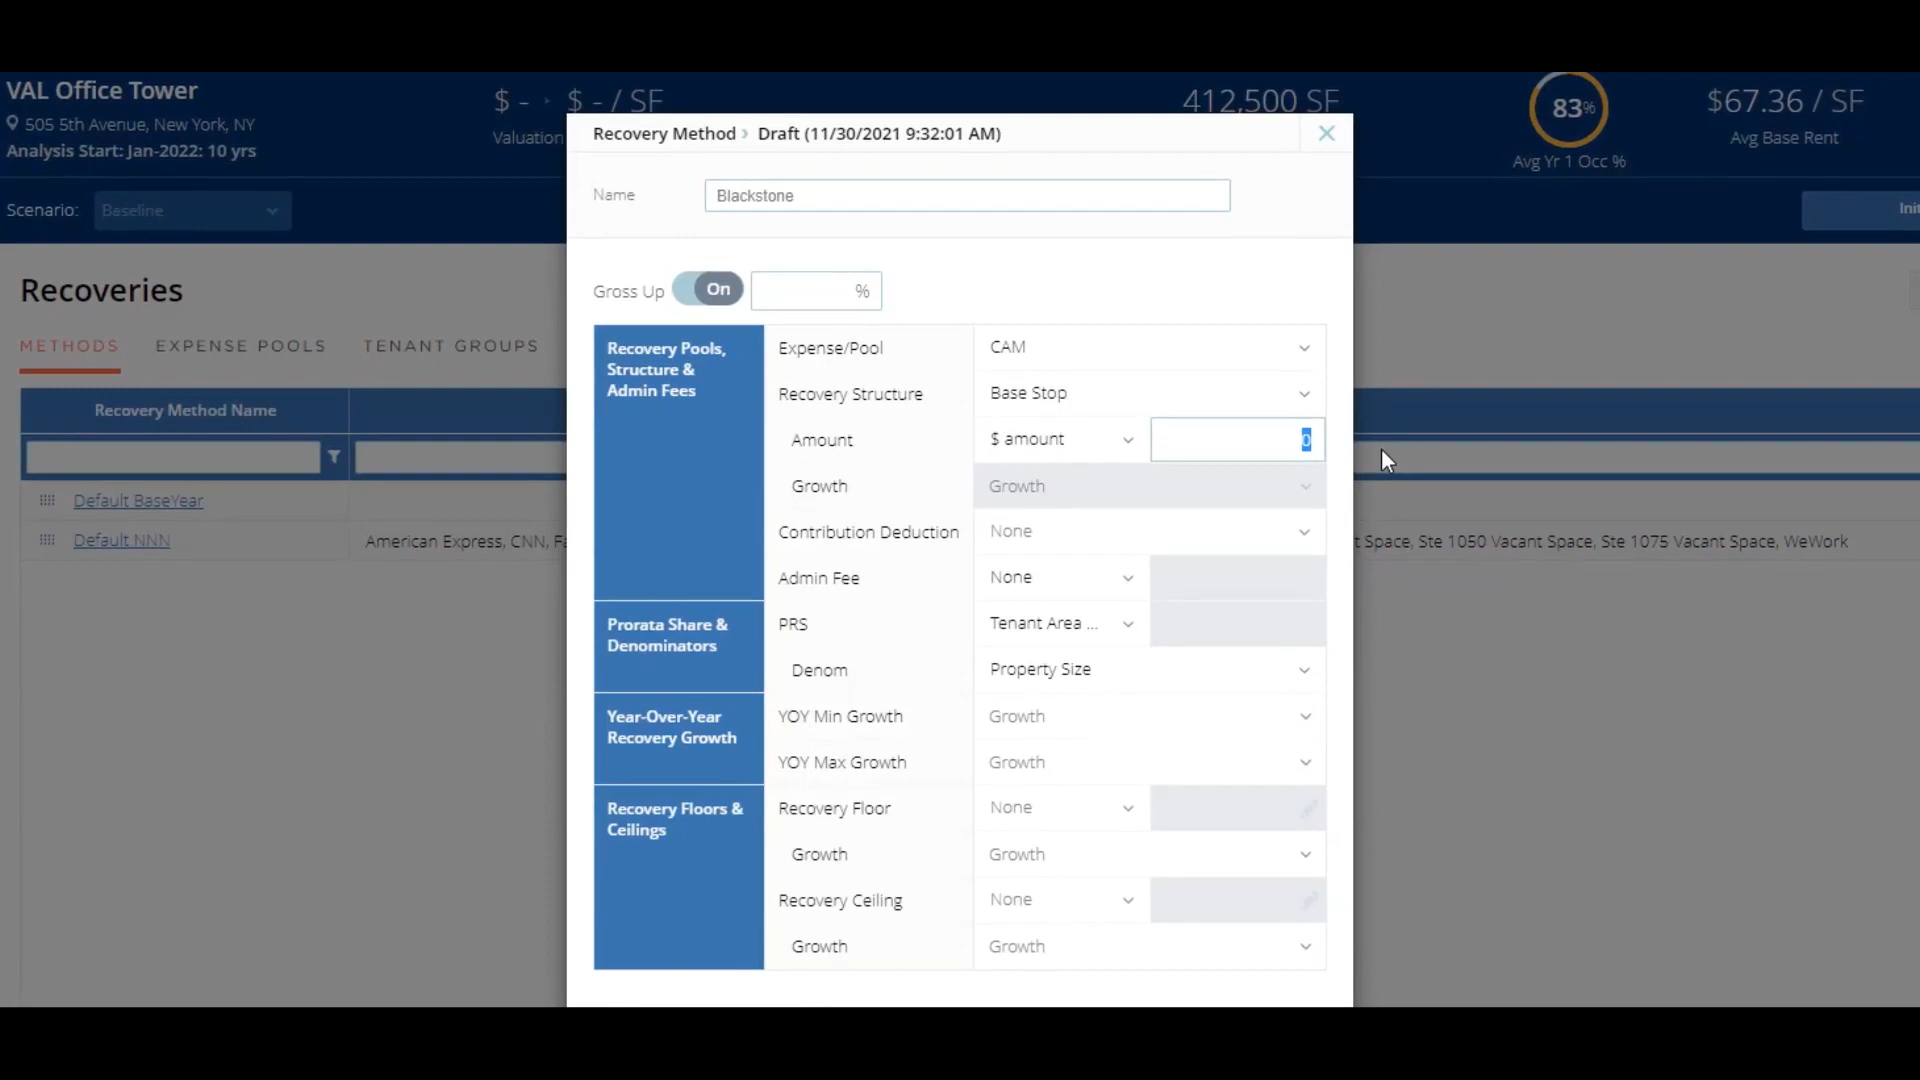 VAL Office Tower
505 5th Avenue, New York, NY
Analysis Start: Jan-2022: 10 yrs
$ - $ - / SF
Valuation
412,500 SF
83%
Avg Yr 1 Occ %
$67.36 / SF
Avg Base Rent
Scenario: Baseline
Recoveries
METHODS EXPENSE POOLS TENANT GROUPS
Recovery Method Name
Default BaseYear
Default NNN American Express, CNN, t Space, Ste 1050 Vacant Space, Ste 1075 Vacant Space, WeWork
Recovery Method › Draft (11/30/2021 9:32:01 AM)
Name Blackstone
Gross Up On %
Recovery Pools,
Structure &
Admin Fees
Expense/Pool CAM
Recovery Structure Base Stop
Amount $ amount 0
Growth Growth
Contribution Deduction None
Admin Fee None
Prorata Share &
Denominators
PRS Tenant Area ...
Denom Property Size
Year-Over-Year
Recovery Growth
YOY Min Growth Growth
YOY Max Growth Growth
Recovery Floors &
Ceilings
Recovery Floor None
Growth Growth
Recovery Ceiling None
Growth Growth